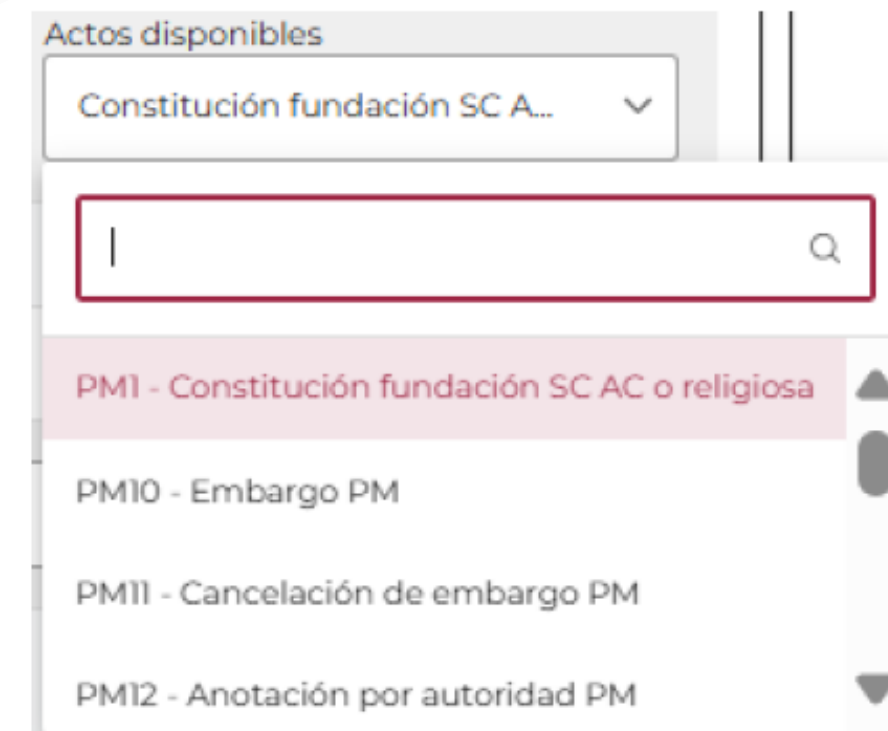 Actos disponibles
Constitución fundación SC A...
PM1 - Constitución fundación SC AC o religiosa
PM10 - Embargo PM
PM11 - Cancelación de embargo PM
PM12 - Anotación por autoridad PM